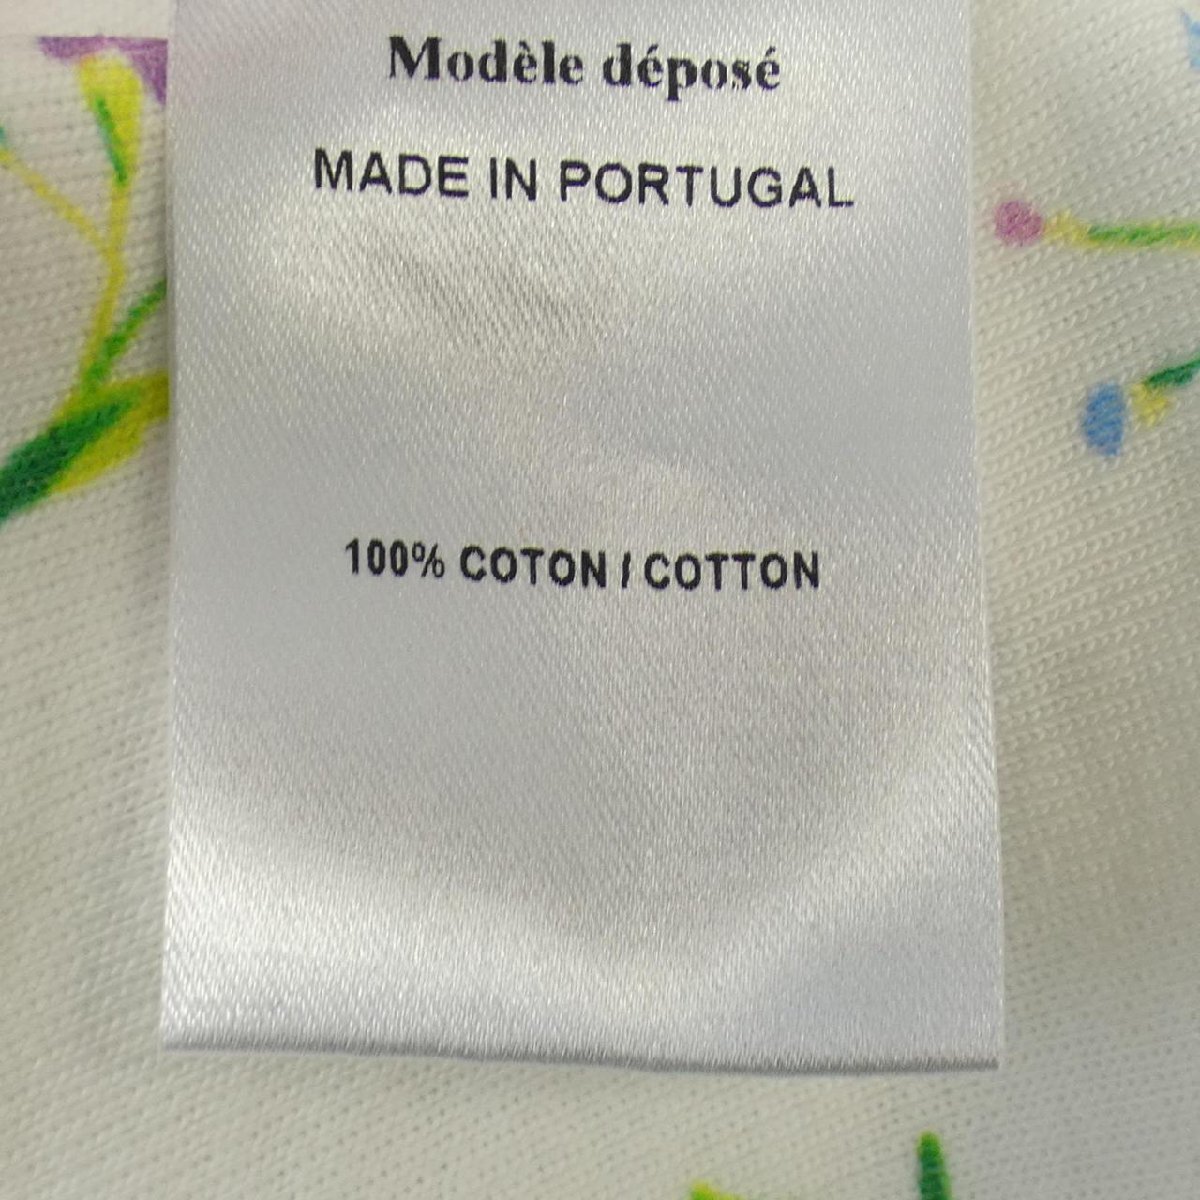 Modèle déposé
MADE IN PORTUGAL
100% COTON / COTTON